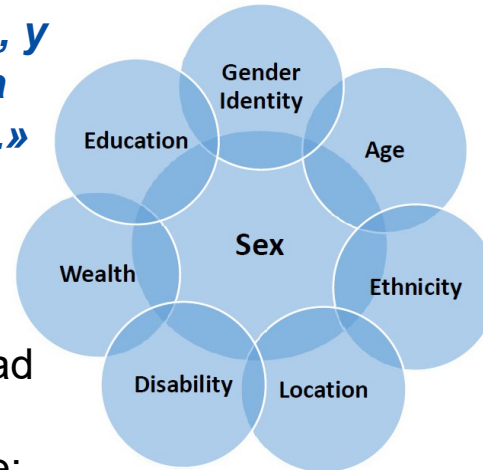 , y
a
.»
Gender
Identity
Education
Age
Sex
Wealth
Ethnicity
Disability
Location
ad
e: